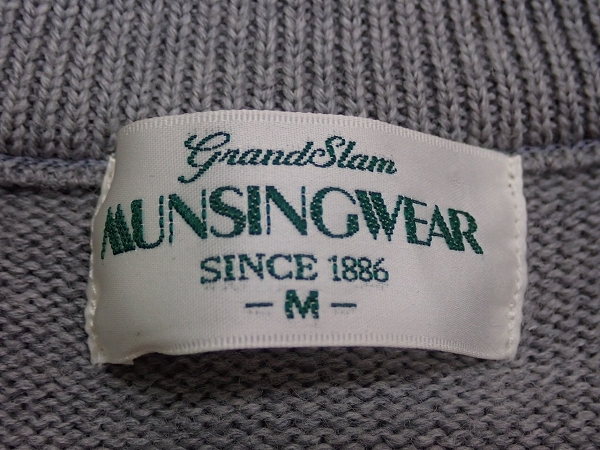 GrandSlam
MUNSINGWEAR
SINCE 1886
- M -